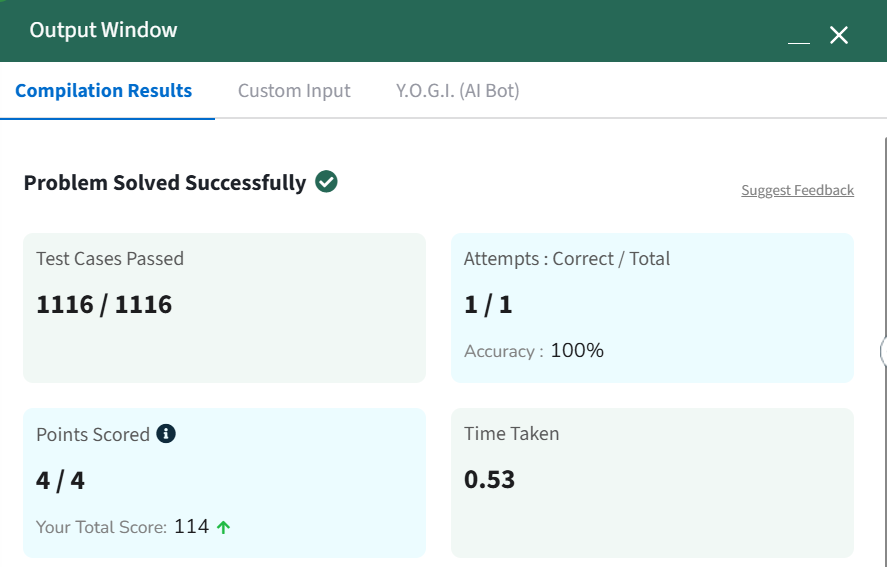 Output Window
Compilation Results
Custom Input
Y.O.G.I. (AI Bot)
Problem Solved Successfully
Suggest Feedback
Test Cases Passed
1116 / 1116
Attempts : Correct / Total
1 / 1
Accuracy : 100%
Points Scored
4 / 4
Your Total Score: 114
Time Taken
0.53